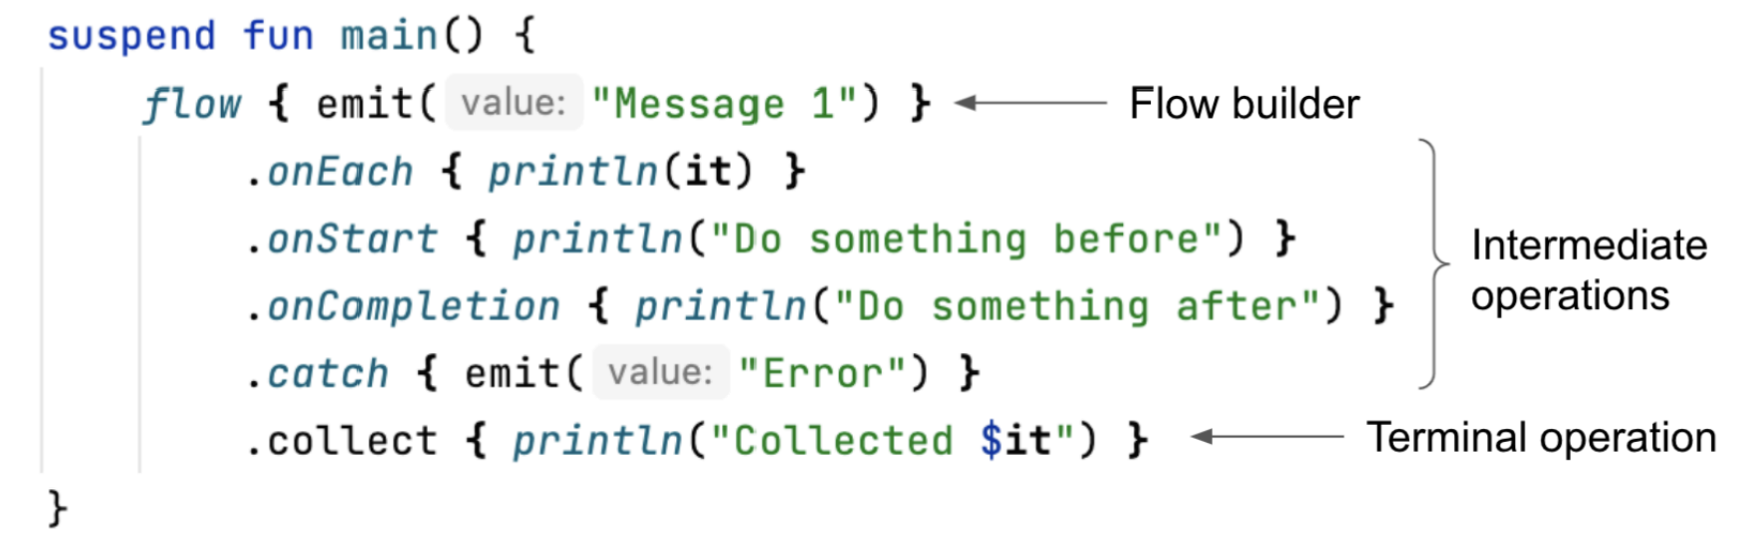 suspend fun main() {
flow { emit( value: "Message 1") } Flow builder
.onEach { println(it) }
.onStart { println("Do something before") }
Intermediate
operations
.onCompletion { println("Do something after") }
.catch { emit( value: "Error") }
.collect { println("Collected $it") } Terminal operation
}